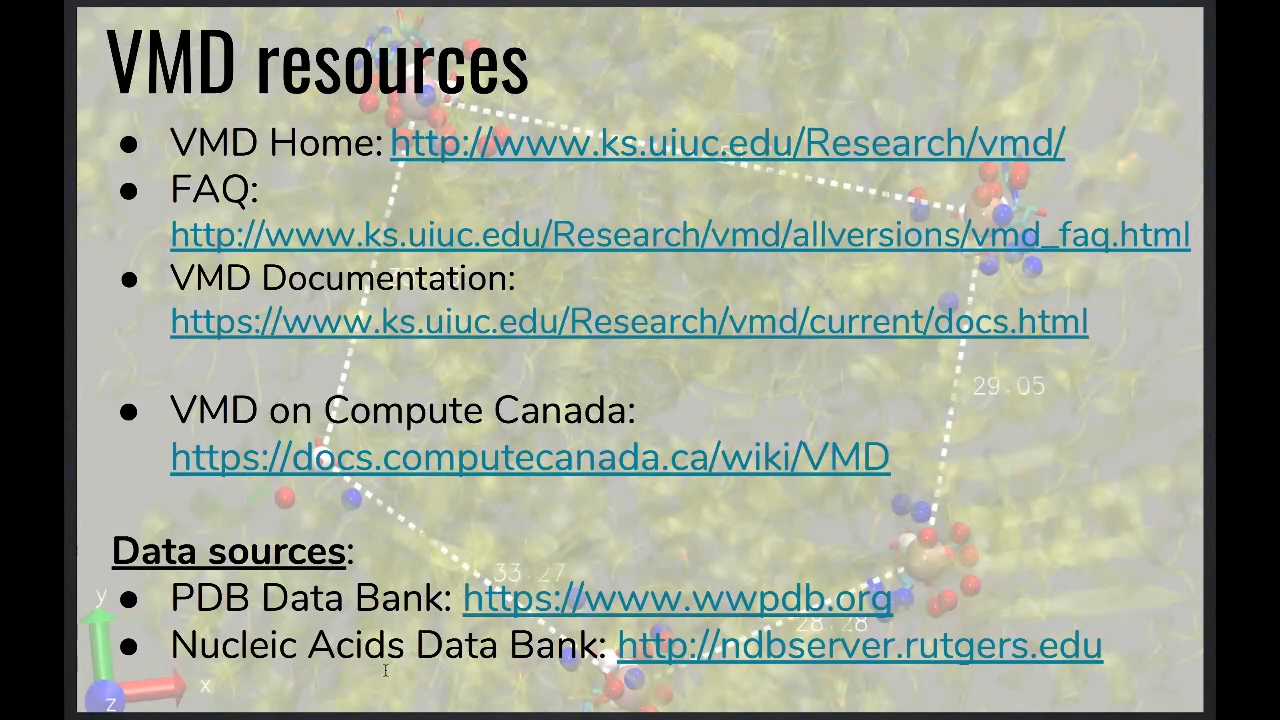 VMD resources
● VMD Home: http://www.ks.uiuc.edu/Research/vmd/
● FAQ:
http://www.ks.uiuc.edu/Research/vmd/allversions/vmd_faq.html
● VMD Documentation:
https://www.ks.uiuc.edu/Research/vmd/current/docs.html
29.05
● VMD on Compute Canada:
https://docs.computecanada.ca/wiki/VMD
Data sources:
33.27
● PDB Data Bank: https://www.wwpdb.org
28.28
● Nucleic Acids Data Bank: http://ndbserver.rutgers.edu
y
x
z